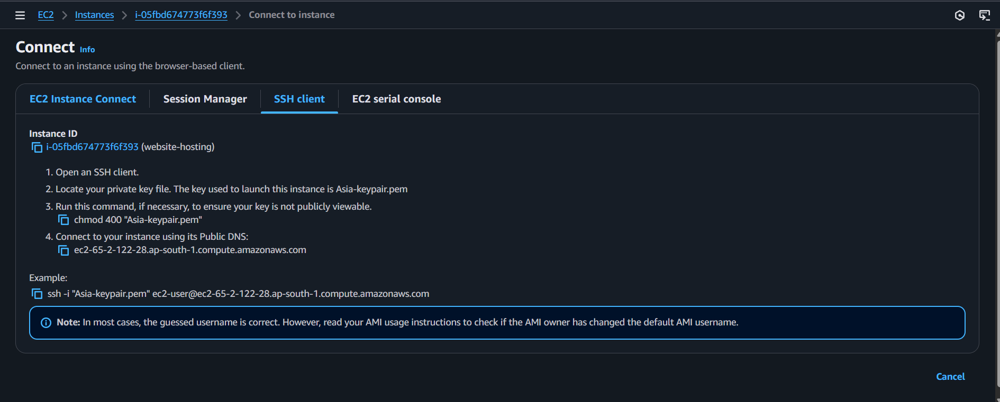 EC2 Instances i-05fbd674773f6f393 Connect to instance
Connect Info
Connect to an instance using the browser-based client.
EC2 Instance Connect Session Manager SSH client EC2 serial console
Instance ID
i-05fbd674773f6f393 (website-hosting)
1. Open an SSH client.
2. Locate your private key file. The key used to launch this instance is Asia-keypair.pem
3. Run this command, if necessary, to ensure your key is not publicly viewable.
chmod 400 "Asia-keypair.pem"
4. Connect to your instance using its Public DNS:
ec2-65-2-122-28.ap-south-1.compute.amazonaws.com
Example:
ssh -i "Asia-keypair.pem" ec2-user@ec2-65-2-122-28.ap-south-1.compute.amazonaws.com
Note: In most cases, the guessed username is correct. However, read your AMI usage instructions to check if the AMI owner has changed the default AMI username.
Cancel